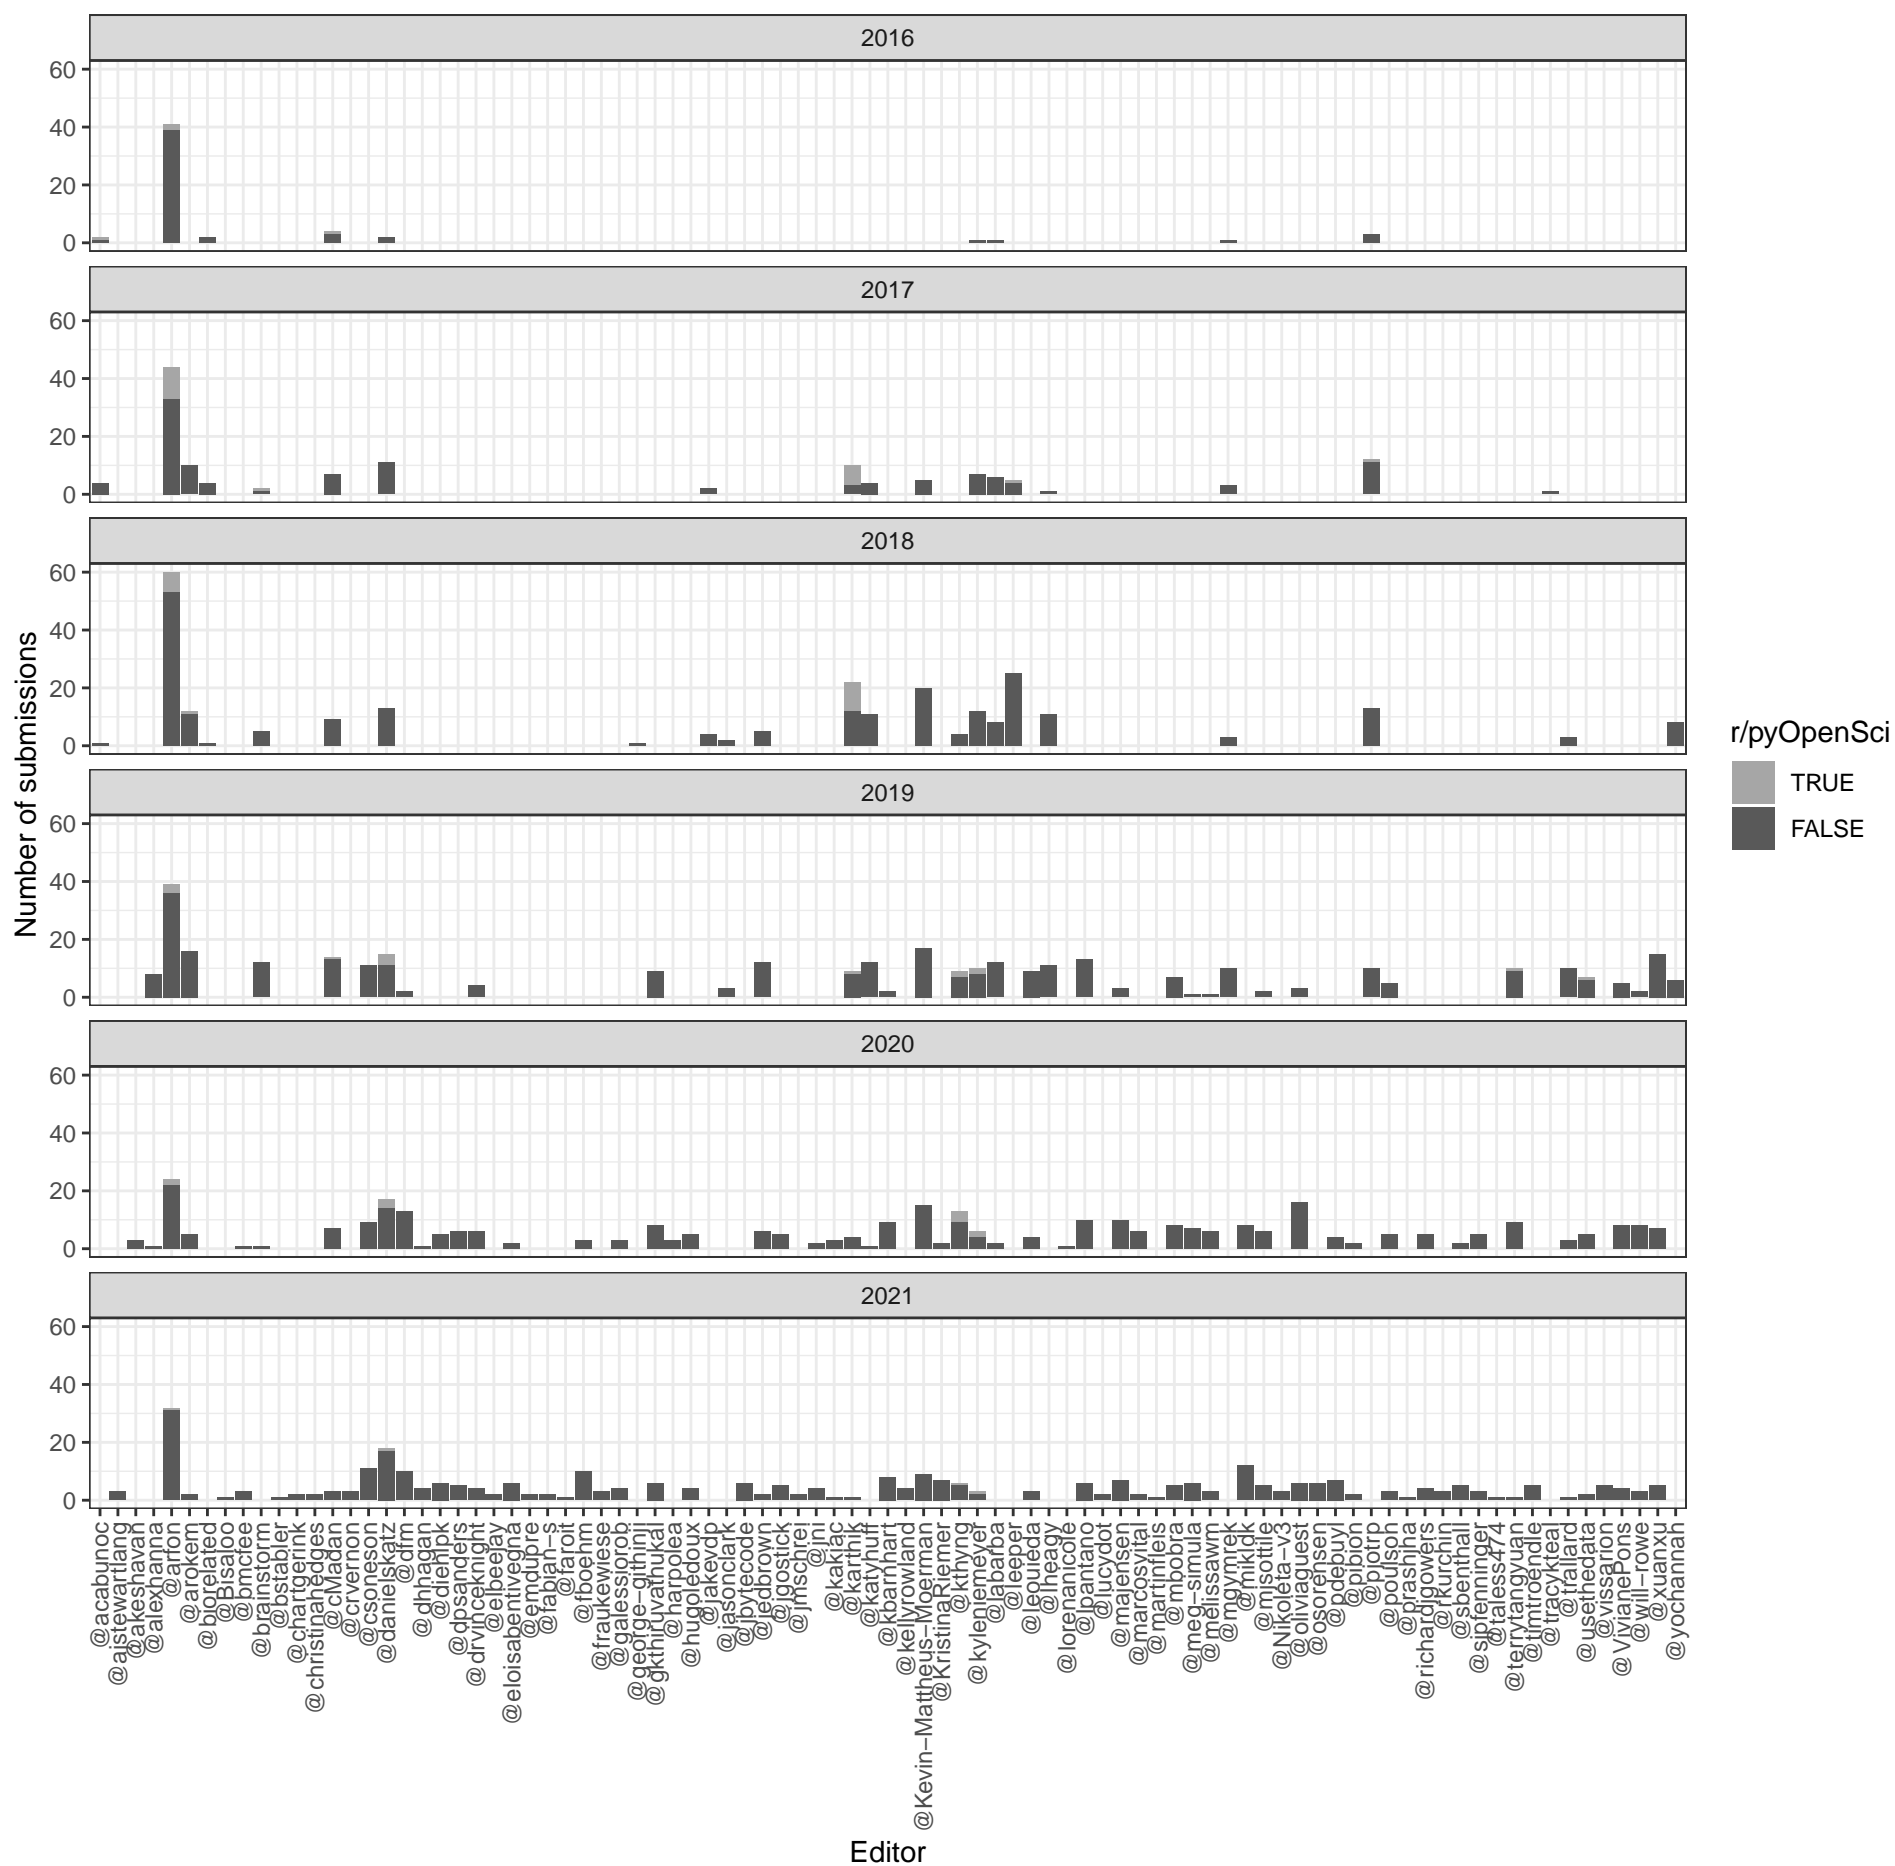 2016
60
40
20
0
2017
60
40
20
0
2018
60
40
20
0
2019
60
40
20
0
2020
60
40
20
0
2021
60
40
20
0
Number of submissions
@acabunoc
@ajstewartlang
@akeshavan
@alexhanna
@arfon
@arokem
@biorelated
@Bisaloo
@bmcfee
@brainstorm
@bstabler
@chartgerink
@christinahedges
@cMadan
@crvernon
@csoneson
@danielskatz
@dfm
@dhhagan
@diehlpk
@dpsanders
@drvinceknight
@elbeejay
@eloisabentivegna
@emdupre
@fabian-s
@faroit
@fboehm
@fraukewiese
@galessiorob
@george-githinji
@gkthiruvathukal
@harpolea
@hugoledoux
@jakevdp
@jasonclark
@jbytecode
@jedbrown
@jgostick
@jmschrei
@jni
@kakiac
@karthik
@katyhuff
@kbarnhart
@kellyrowland
@Kevin-Mattheus-Moerman
@KristinaRiemer
@kthyng
@kyleniemeyer
@labarba
@leeper
@leouieda
@lheagy
@lorenanicole
@lpantano
@lucydot
@majensen
@marcosvital
@martinfleis
@mbobra
@meg-simula
@melissawm
@mgymrek
@mikldk
@mjsottile
@Nikoleta-v3
@oliviaguest
@osorensen
@pdebuyl
@pibion
@pjotrp
@poulson
@prashjha
@richardjgowers
@rkurchin
@sbenthall
@sjpfenninger
@taless474
@terrytangyuan
@timtroendle
@tracykteal
@trallard
@usethedata
@vissarion
@VivianePons
@will-rowe
@xuanxu
@yochannah
Editor
r/pyOpenSci
TRUE
FALSE